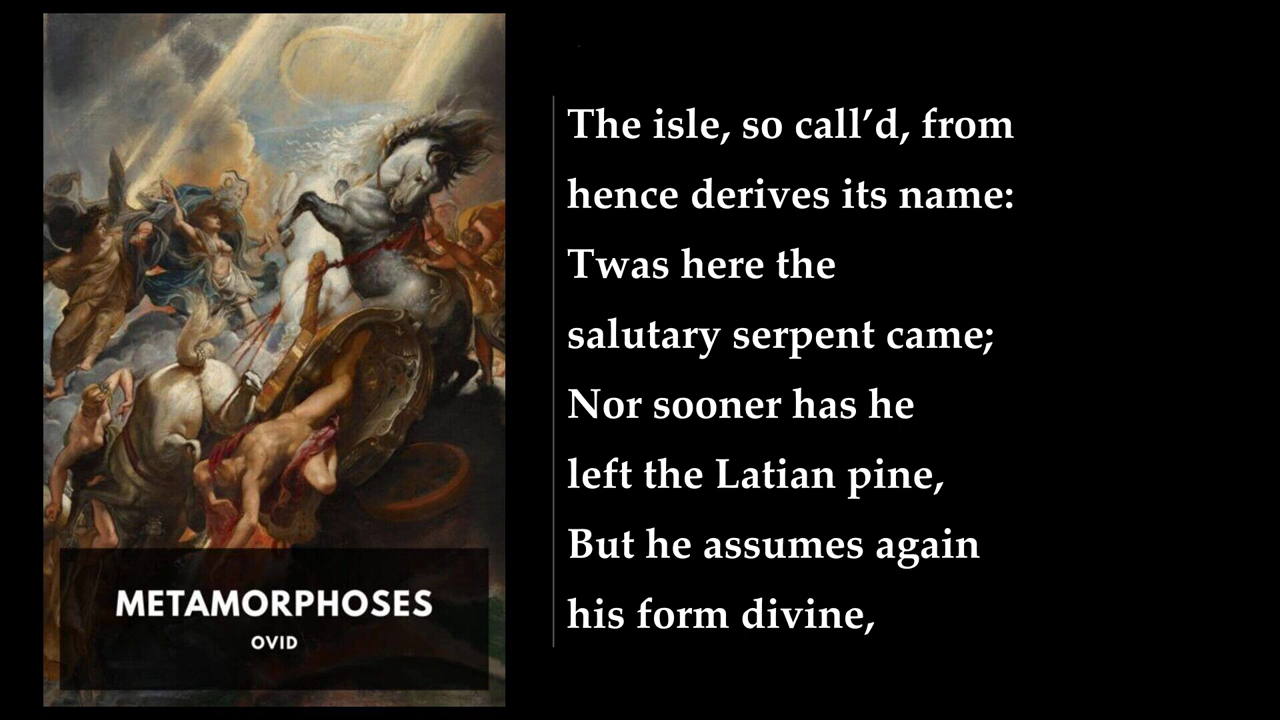 METAMORPHOSES
OVID
The isle, so call’d, from
hence derives its name:
Twas here the
salutary serpent came;
Nor sooner has he
left the Latian pine,
But he assumes again
his form divine,